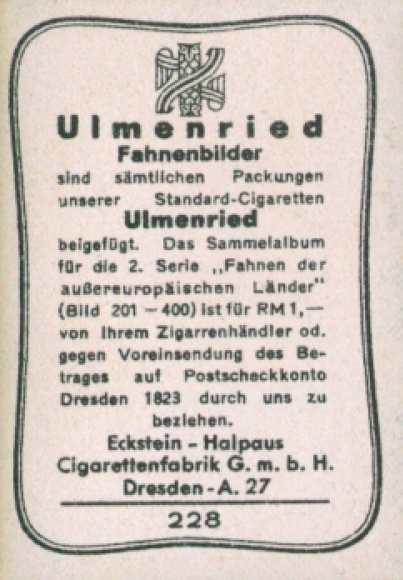 Ulmenried
Fahnenbilder
sind sämtlichen Packungen
unserer Standard-Cigaretten
Ulmenried
beigefügt. Das Sammelalbum
für die 2. Serie „Fahnen der
außereuropäischen Länder“
(Bild 201 – 400) ist für RM 1,—
von Ihrem Zigarrenhändler od.
gegen Voreinsendung des Be-
trages auf Postscheckkonto
Dresden 1823 durch uns zu
beziehen.
Eckstein - Halpaus
Cigarettenfabrik G. m. b. H.
Dresden-A. 27
228